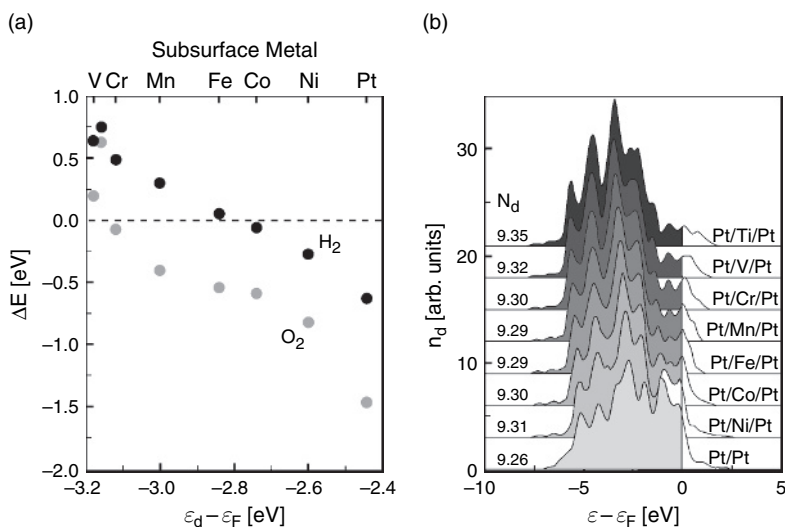 (a)
Subsurface Metal
V Cr Mn Fe Co Ni Pt
1.0
0.5
0.0
−0.5
−1.0
−1.5
−2.0
ΔE [eV]
H2
O2
−3.2 −3.0 −2.8 −2.6 −2.4
εd−εF [eV]
(b)
30
20
10
0
nd [arb. units]
Nd
9.35 Pt/Ti/Pt
9.32 Pt/V/Pt
9.30 Pt/Cr/Pt
9.29 Pt/Mn/Pt
9.29 Pt/Fe/Pt
9.30 Pt/Co/Pt
9.31 Pt/Ni/Pt
9.26 Pt/Pt
−10 −5 0 5
ε−εF [eV]